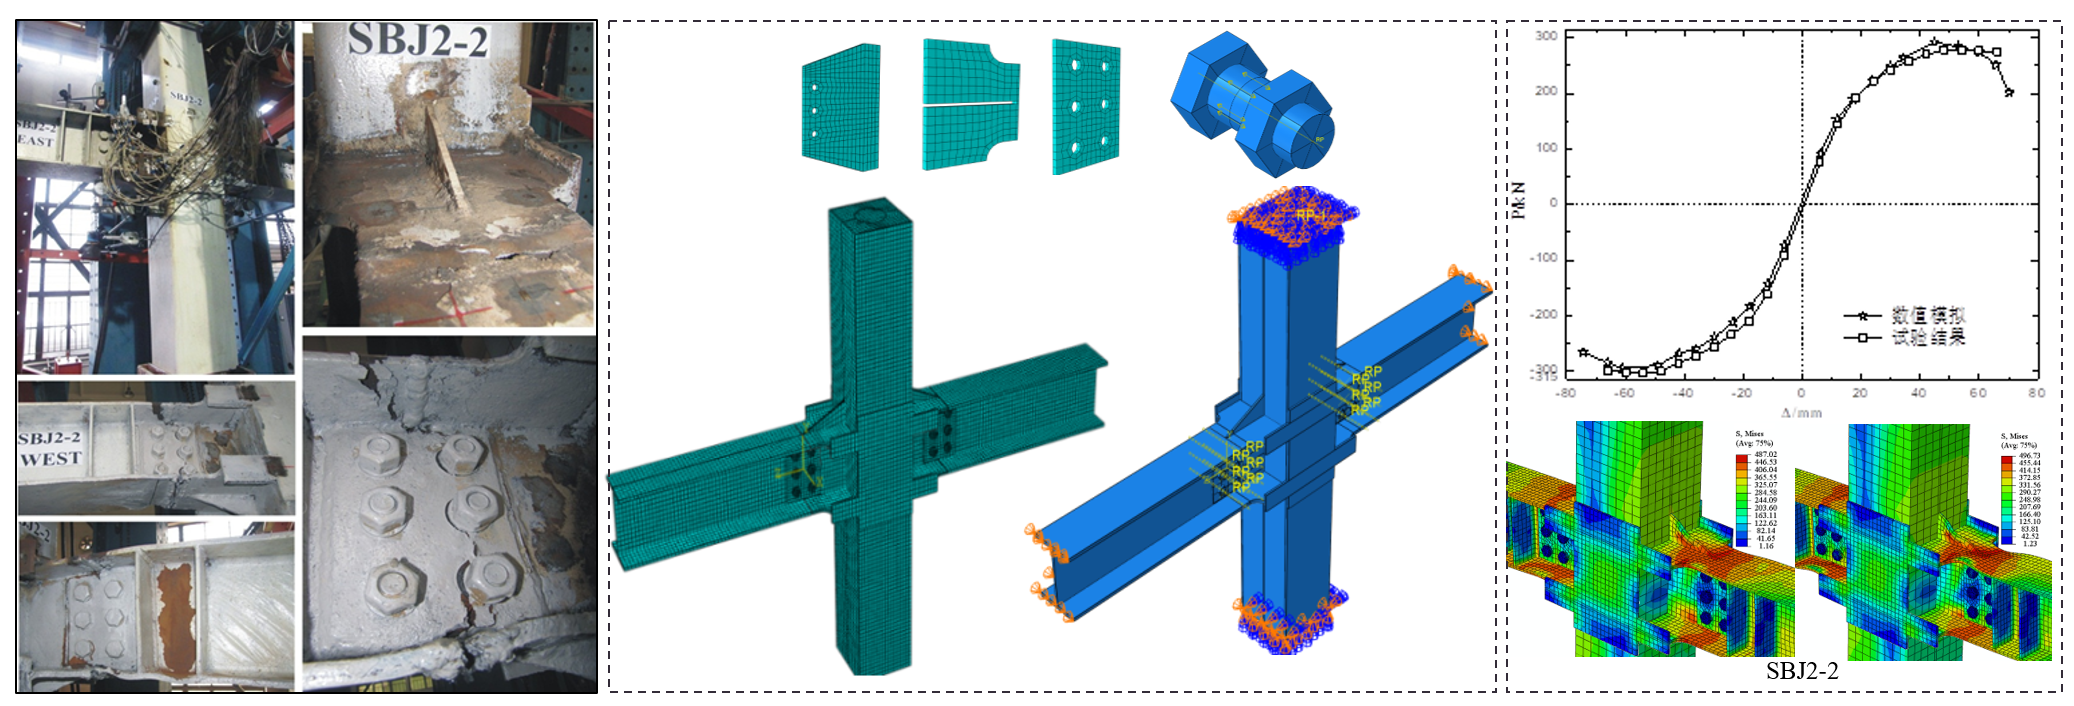 SBJ2-2
SBJ2-2
EAST
SBJ2-2
SBJ2-2
WEST
SBJ2-2
RP
RP-1
RP
RP
RP
RP
RP
RP
RP
RP
RP
RP
P/kN
300
200
100
0
-100
-200
-300
-315
-80
-60
-40
-20
0
20
40
60
80
Δ/mm
数值模拟
试验结果
S, Mises
(Avg: 75%)
487.02
446.53
406.04
365.55
325.07
284.58
244.09
203.60
163.11
122.62
82.14
41.65
1.16
S, Mises
(Avg: 75%)
496.73
455.44
414.15
372.85
331.56
290.27
248.98
207.69
166.40
125.10
83.81
42.52
1.23
SBJ2-2